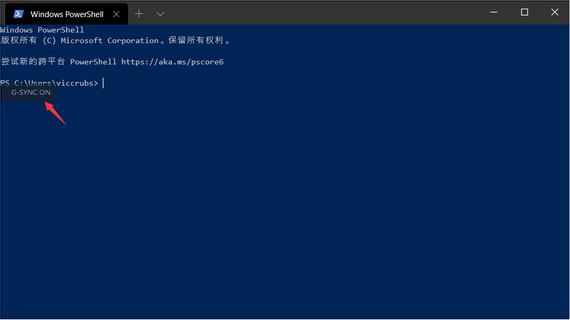 Windows PowerShell
Windows PowerShell
版权所有 (C) Microsoft Corporation。保留所有权利。
尝试新的跨平台 PowerShell https://aka.ms/pscore6
PS C:\Users\viccrubs>
G-SYNC ON